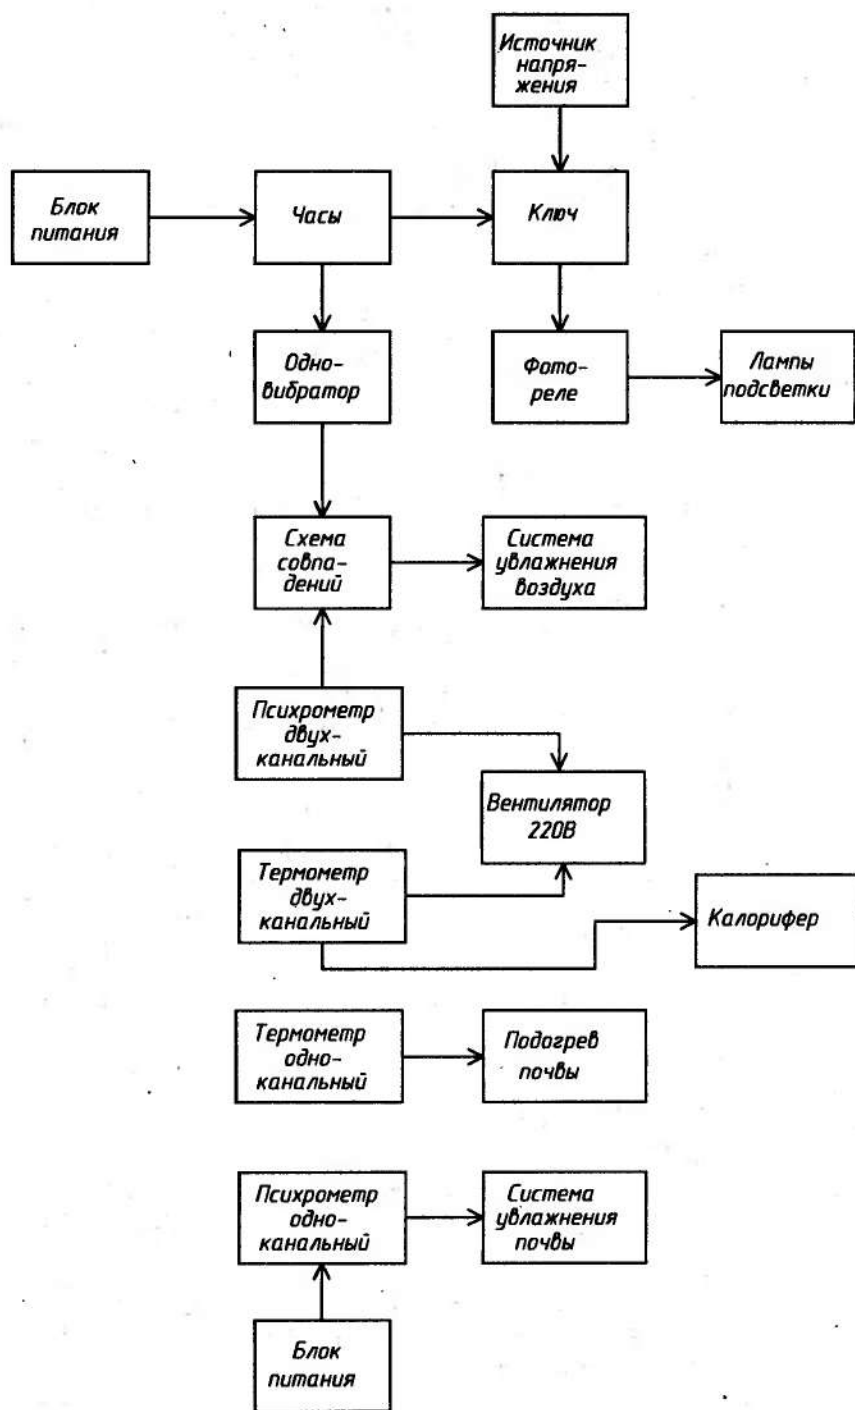 Источник
напря-
жения
Блок
питания
Часы
Ключ
Одно-
вибратор
Фото-
реле
Лампы
подсветки
Схема
совпа-
дений
Система
увлажнения
воздуха
Психрометр
двух-
канальный
Вентилятор
220В
Термометр
двух-
канальный
Калорифер
Термометр
одно-
канальный
Подогрев
почвы
Психрометр
одно-
канальный
Система
увлажнения
почвы
Блок
питания